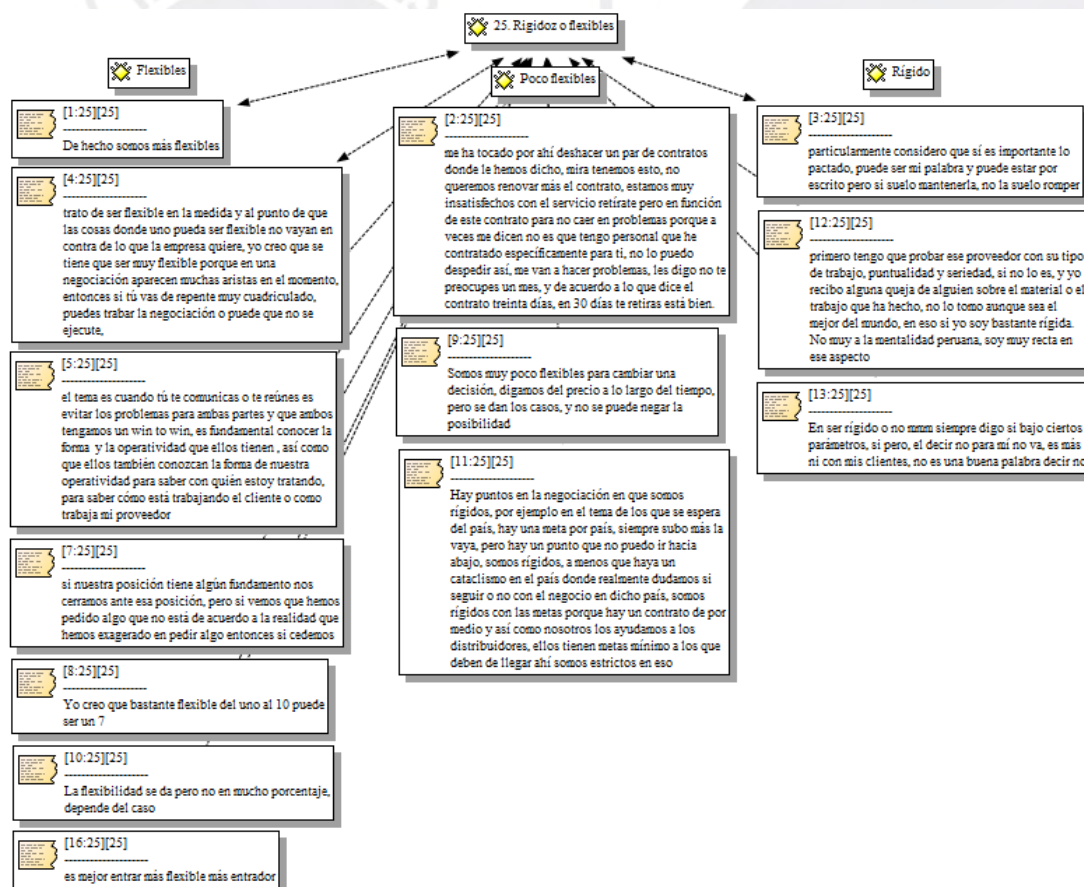 25. Rigidoz o flexibles
Flexibles
[1:25][25]
--------------------
De hecho somos más flexibles
[4:25][25]
--------------------
trato de ser flexible en la medida y al punto de que
las cosas donde uno pueda ser flexible no vayan en
contra de lo que la empresa quiere, yo creo que se
tiene que ser muy flexible porque en una
negociación aparecen muchas aristas en el momento,
entonces si tú vas de repente muy cuadriculado,
puedes trabar la negociación o puede que no se
ejecute,
[5:25][25]
--------------------
el tema es cuando tú te comunicas o te reúnes es
evitar los problemas para ambas partes y que ambos
tengamos un win to win, es fundamental conocer la
forma y la operatividad que ellos tienen , así como
que ellos también conozcan la forma de nuestra
operatividad para saber con quién estoy tratando,
para saber cómo está trabajando el cliente o como
trabaja mi proveedor
[7:25][25]
--------------------
si nuestra posición tiene algún fundamento nos
cerramos ante esa posición, pero si vemos que hemos
pedido algo que no está de acuerdo a la realidad que
hemos exagerado en pedir algo entonces si cedemos
[8:25][25]
--------------------
Yo creo que bastante flexible del uno al 10 puede
ser un 7
[10:25][25]
--------------------
La flexibilidad se da pero no en mucho porcentaje,
depende del caso
[16:25][25]
--------------------
es mejor entrar más flexible más entrador
Poco flexibles
[2:25][25]
--------------------
me ha tocado por ahí deshacer un par de contratos
donde le hemos dicho, mira tenemos esto, no
queremos renovar más el contrato, estamos muy
insatisfechos con el servicio retírate pero en función
de este contrato para no caer en problemas porque a
veces me dicen no es que tengo personal que he
contratado específicamente para ti, no lo puedo
despedir así, me van a hacer problemas, les digo no te
preocupes un mes, y de acuerdo a lo que dice el
contrato treinta días, en 30 días te retiras está bien.
[9:25][25]
--------------------
Somos muy poco flexibles para cambiar una
decisión, digamos del precio a lo largo del tiempo,
pero se dan los casos, y no se puede negar la
posibilidad
[11:25][25]
--------------------
Hay puntos en la negociación en que somos
rígidos, por ejemplo en el tema de los que se espera
del país, hay una meta por país, siempre subo más la
vaya, pero hay un punto que no puedo ir hacia
abajo, somos rígidos, a menos que haya un
cataclismo en el país donde realmente dudamos si
seguir o no con el negocio en dicho país, somos
rígidos con las metas porque hay un contrato de por
medio y así como nosotros los ayudamos a los
distribuidores, ellos tienen metas mínimo a los que
deben de llegar ahí somos estrictos en eso
Rígido
[3:25][25]
--------------------
particularmente considero que sí es importante lo
pactado, puede ser mi palabra y puede estar por
escrito pero si suelo mantenerla, no la suelo romper
[12:25][25]
--------------------
primero tengo que probar ese proveedor con su tipo
de trabajo, puntualidad y seriedad, si no lo es, y yo
recibo alguna queja de alguien sobre el material o el
trabajo que ha hecho, no lo tomo aunque sea el
mejor del mundo, en eso si yo soy bastante rígida.
No muy a la mentalidad peruana, soy muy recta en
ese aspecto
[13:25][25]
--------------------
En ser rígido o no mmm siempre digo si bajo ciertos
parámetros, si pero, el decir no para mí no va, es más
ni con mis clientes, no es una buena palabra decir no